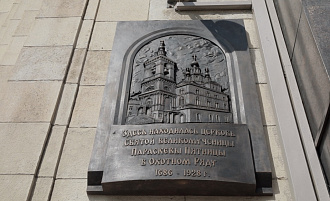 Здесь находилась церковь
Святой великомученицы
Параскевы Пятницы
в Охотном Ряду
1686 - 1928 г.